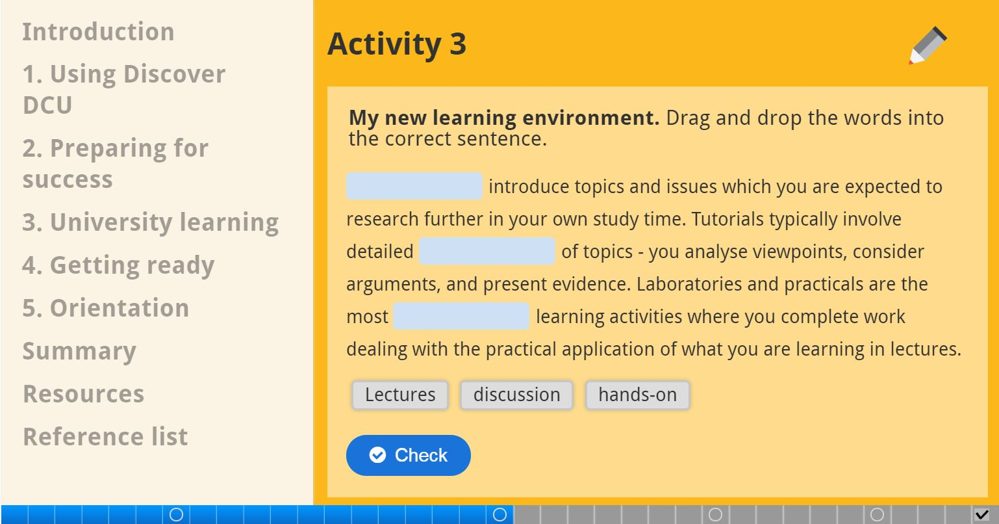 Introduction
1. Using Discover
DCU
2. Preparing for
success
3. University learning
4. Getting ready
5. Orientation
Summary
Resources
Reference list
Activity 3
My new learning environment. Drag and drop the words into
the correct sentence.
introduce topics and issues which you are expected to
research further in your own study time. Tutorials typically involve
detailed of topics - you analyse viewpoints, consider
arguments, and present evidence. Laboratories and practicals are the
most learning activities where you complete work
dealing with the practical application of what you are learning in lectures.
Lectures discussion hands-on
Check